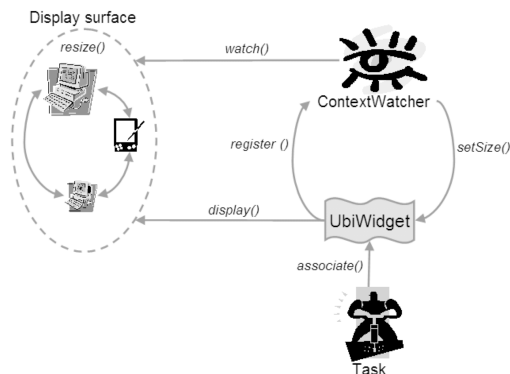 Display surface
resize()
watch()
ContextWatcher
register ()
setSize()
display()
UbiWidget
associate()
Task